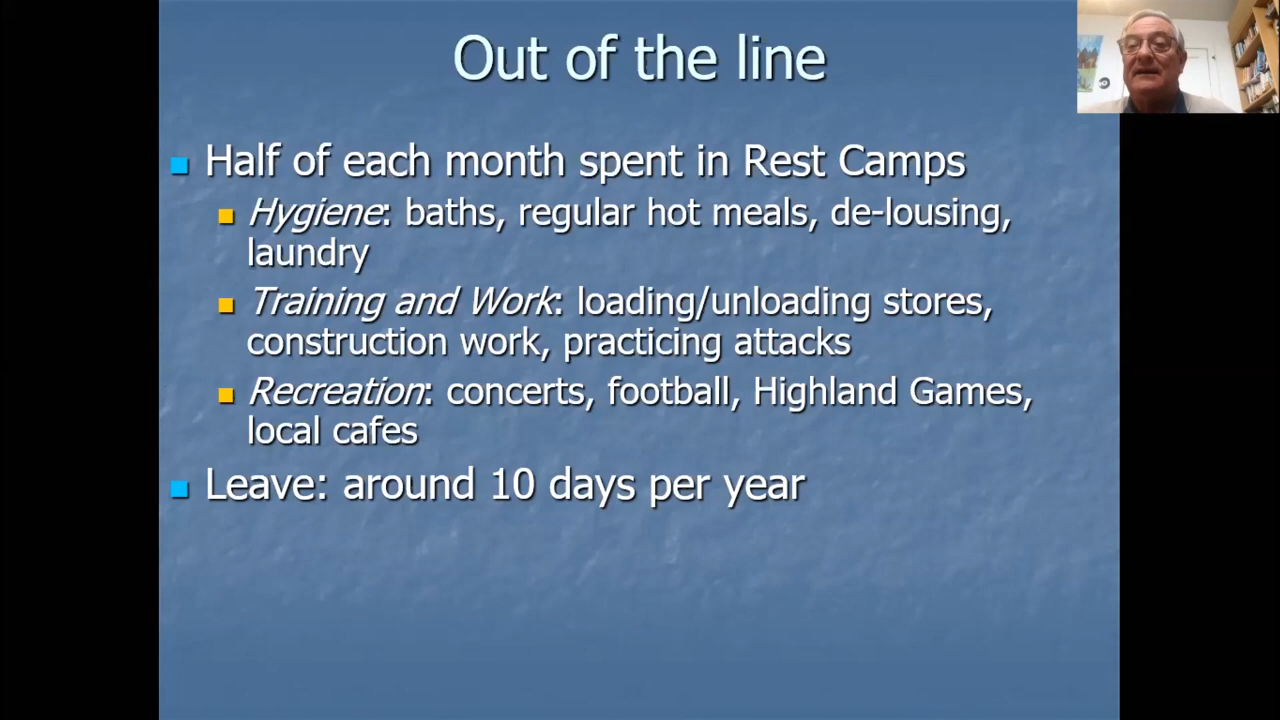 Out of the line
Half of each month spent in Rest Camps
Hygiene: baths, regular hot meals, de-lousing,
laundry
Training and Work: loading/unloading stores,
construction work, practicing attacks
Recreation: concerts, football, Highland Games,
local cafes
Leave: around 10 days per year